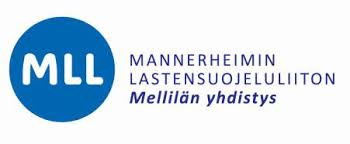 MLL
MANNERHEIMIN
LASTENSUOJELULIITON
Mellilän yhdistys